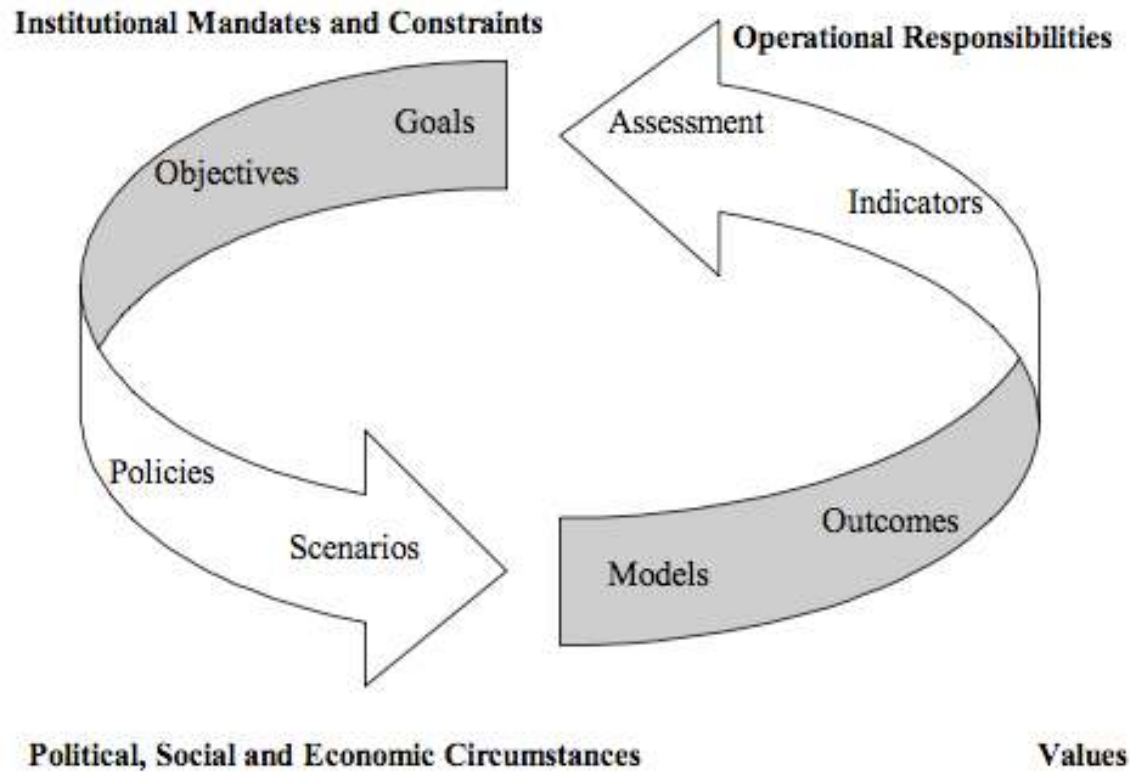 Institutional Mandates and Constraints
Operational Responsibilities
Goals
Assessment
Objectives
Indicators
Policies
Scenarios
Outcomes
Models
Political, Social and Economic Circumstances
Values